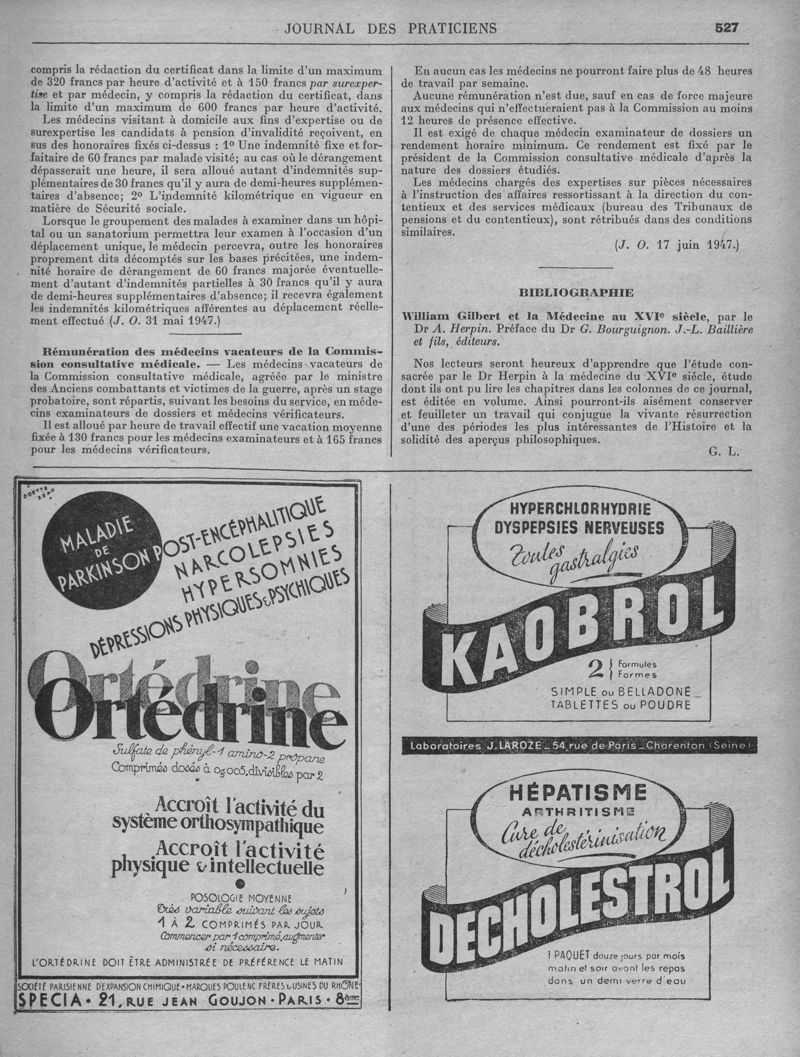 JOURNAL DES PRATICIENS 527
compris la rédaction du certificat dans la limite d'un maximum
de 320 francs par heure d'activité et à 150 francs par surexper-
tise et par médecin, y compris la rédaction du certificat, dans
la limite d'un maximum de 600 francs par heure d'activité.
Les médecins visitant à domicile aux fins d'expertise ou de
surexpertise les candidats à pension d'invalidité reçoivent, en
sus des honoraires fixés ci-dessus : 1º Une indemnité fixe et for-
faitaire de 60 francs par malade visité; au cas où le dérangement
dépasserait une heure, il sera alloué autant d'indemnités sup-
plémentaires de 30 francs qu'il y aura de demi-heures supplémen-
taires d'absence; 2º L'indemnité kilométrique en vigueur en
matière de Sécurité sociale.
Lorsque le groupement des malades à examiner dans un hôpi-
tal ou un sanatorium permettra leur examen à l'occasion d'un
déplacement unique, le médecin percevra, outre les honoraires
proprement dits décomptés sur les bases précitées, une indem-
nité horaire de dérangement de 60 francs majorée éventuelle-
ment d'autant d'indemnités partielles à 30 francs qu'il y aura
de demi-heures supplémentaires d'absence; il recevra également
les indemnités kilométriques afférentes au déplacement réelle-
ment effectué (J. O. 31 mai 1947.)
Rémunération des médecins vacateurs de la Commis-
sion consultative médicale. — Les médecins vacateurs de
la Commission consultative médicale, agréée par le ministre
des Anciens combattants et victimes de la guerre, après un stage
probatoire, sont répartis, suivant les besoins du service, en méde-
cins examinateurs de dossiers et médecins vérificateurs.
Il est alloué par heure de travail effectif une vacation moyenne
fixée à 130 francs pour les médecins examinateurs et à 165 francs
pour les médecins vérificateurs.
En aucun cas les médecins ne pourront faire plus de 48 heures
de travail par semaine.
Aucune rémunération n'est due, sauf en cas de force majeure
aux médecins qui n'effectueraient pas à la Commission au moins
12 heures de présence effective.
Il est exigé de chaque médecin examinateur de dossiers un
rendement horaire minimum. Ce rendement est fixé par le
président de la Commission consultative médicale d'après la
nature des dossiers étudiés.
Les médecins chargés des expertises sur pièces nécessaires
à l'instruction des affaires ressortissant à la direction du con-
tentieux et des services médicaux (bureau des Tribunaux de
pensions et du contentieux), sont rétribués dans des conditions
similaires.
(J. O. 17 juin 1947.)
BIBLIOGRAPHIE
William Gilbert et la Médecine au XVIe siècle, par le
Dr A. Herpin. Préface du Dr G. Bourguignon. J.-L. Baillière
et fils, éditeurs.
Nos lecteurs seront heureux d'apprendre que l'étude con-
sacrée par le Dr Herpin à la médecine du XVIe siècle, étude
dont ils ont pu lire les chapitres dans les colonnes de ce journal,
est éditée en volume. Ainsi pourront-ils aisément conserver
et feuilleter un travail qui conjugue la vivante résurrection
d'une des périodes les plus intéressantes de l'Histoire et la
solidité des aperçus philosophiques.
G. L.
ODETTE
ZEAU
MALADIE
DE
PARKINSON POST-ENCÉPHALITIQUE
NARCOLEPSIES
HYPERSOMNIES
DÉPRESSIONS PHYSIQUES & PSYCHIQUES
Ortédrine
Ortédrine
Sulfate de phényl-1 amino-2 propane
Comprimés dosés à 0g005, divisibles par 2
Accroît l'activité du
système orthosympathique
Accroît l'activité
physique & intellectuelle
POSOLOGIE MOYENNE
Très variable suivant les sujets
1 À 2 COMPRIMÉS PAR JOUR
Commencer par 1 comprimé, augmenter
si nécessaire.
L'ORTÉDRINE DOIT ÊTRE ADMINISTRÉE DE PRÉFÉRENCE LE MATIN
SOCIÉTÉ PARISIENNE D'EXPANSION CHIMIQUE • MARQUES POULENC FRÈRES & USINES DU RHÔNE
SPECIA • 21, RUE JEAN GOUJON • PARIS • 8ème
HYPERCHLORHYDRIE
DYSPEPSIES NERVEUSES
Toutes
gastralgies
KAOBROL
2 Formules
Formes
SIMPLE ou BELLADONÉ
TABLETTES ou POUDRE
Laboratoires J. LAROZE _ 54, rue de Paris _ Charenton (Seine)
HÉPATISME
ARTHRITISME
Cure de
décholestérinisation
DECHOLESTROL
1 PAQUET douze jours par mois
matin et soir avant les repas
dans un demi verre d'eau